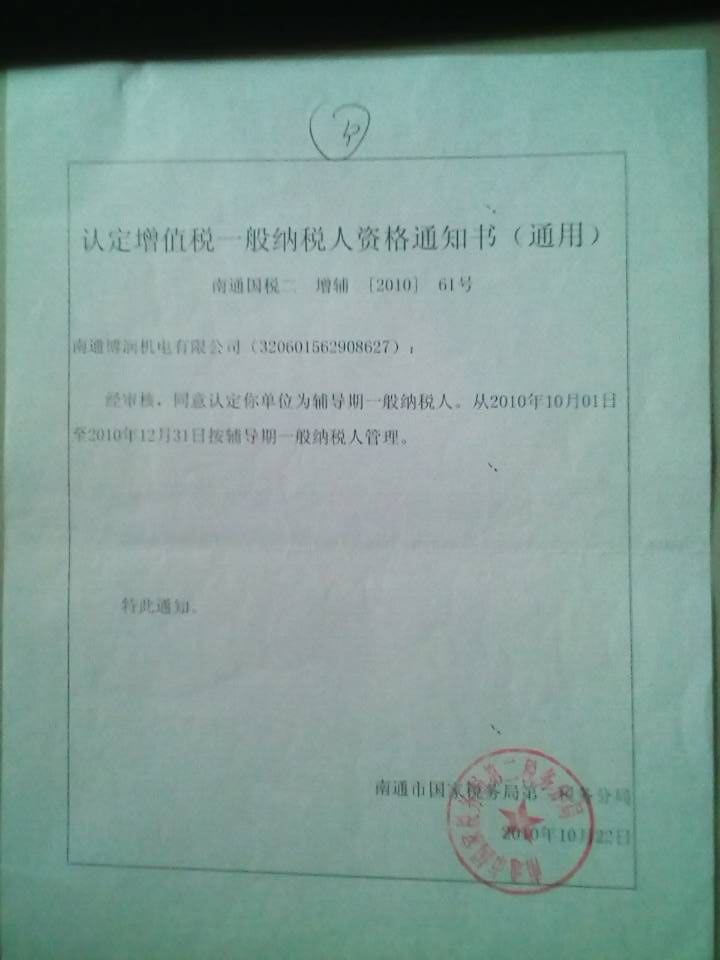 认定增值税一般纳税人资格通知书（通用）
南通国税二 增辅 [2010] 61号
南通博润机电有限公司（320601562908627）：
经审核，同意认定你单位为辅导期一般纳税人。从2010年10月01日
至2010年12月31日按辅导期一般纳税人管理。
特此通知。
南通市国家税务局第二税务分局
2010年10月22日